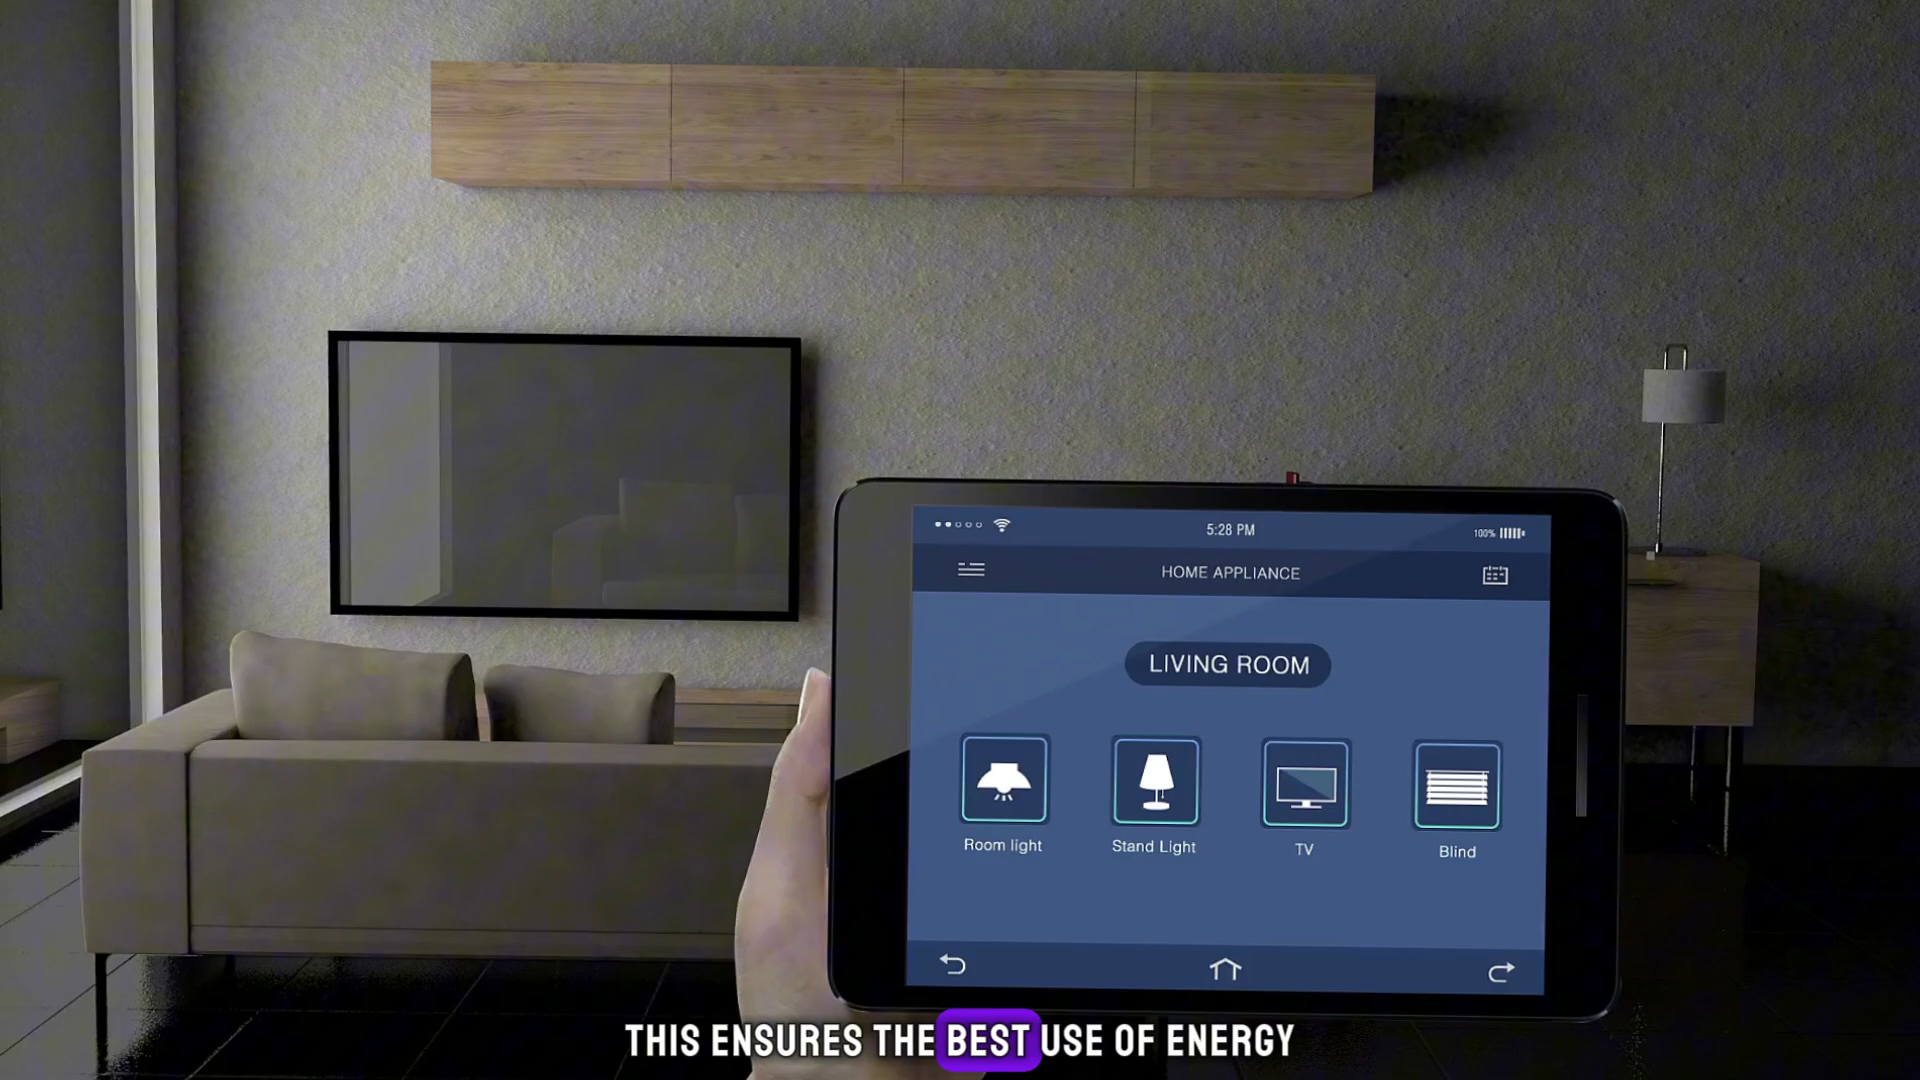 5:28 PM
100%
HOME APPLIANCE
LIVING ROOM
Room light
Stand Light
TV
Blind
THIS ENSURES THE BEST USE OF ENERGY